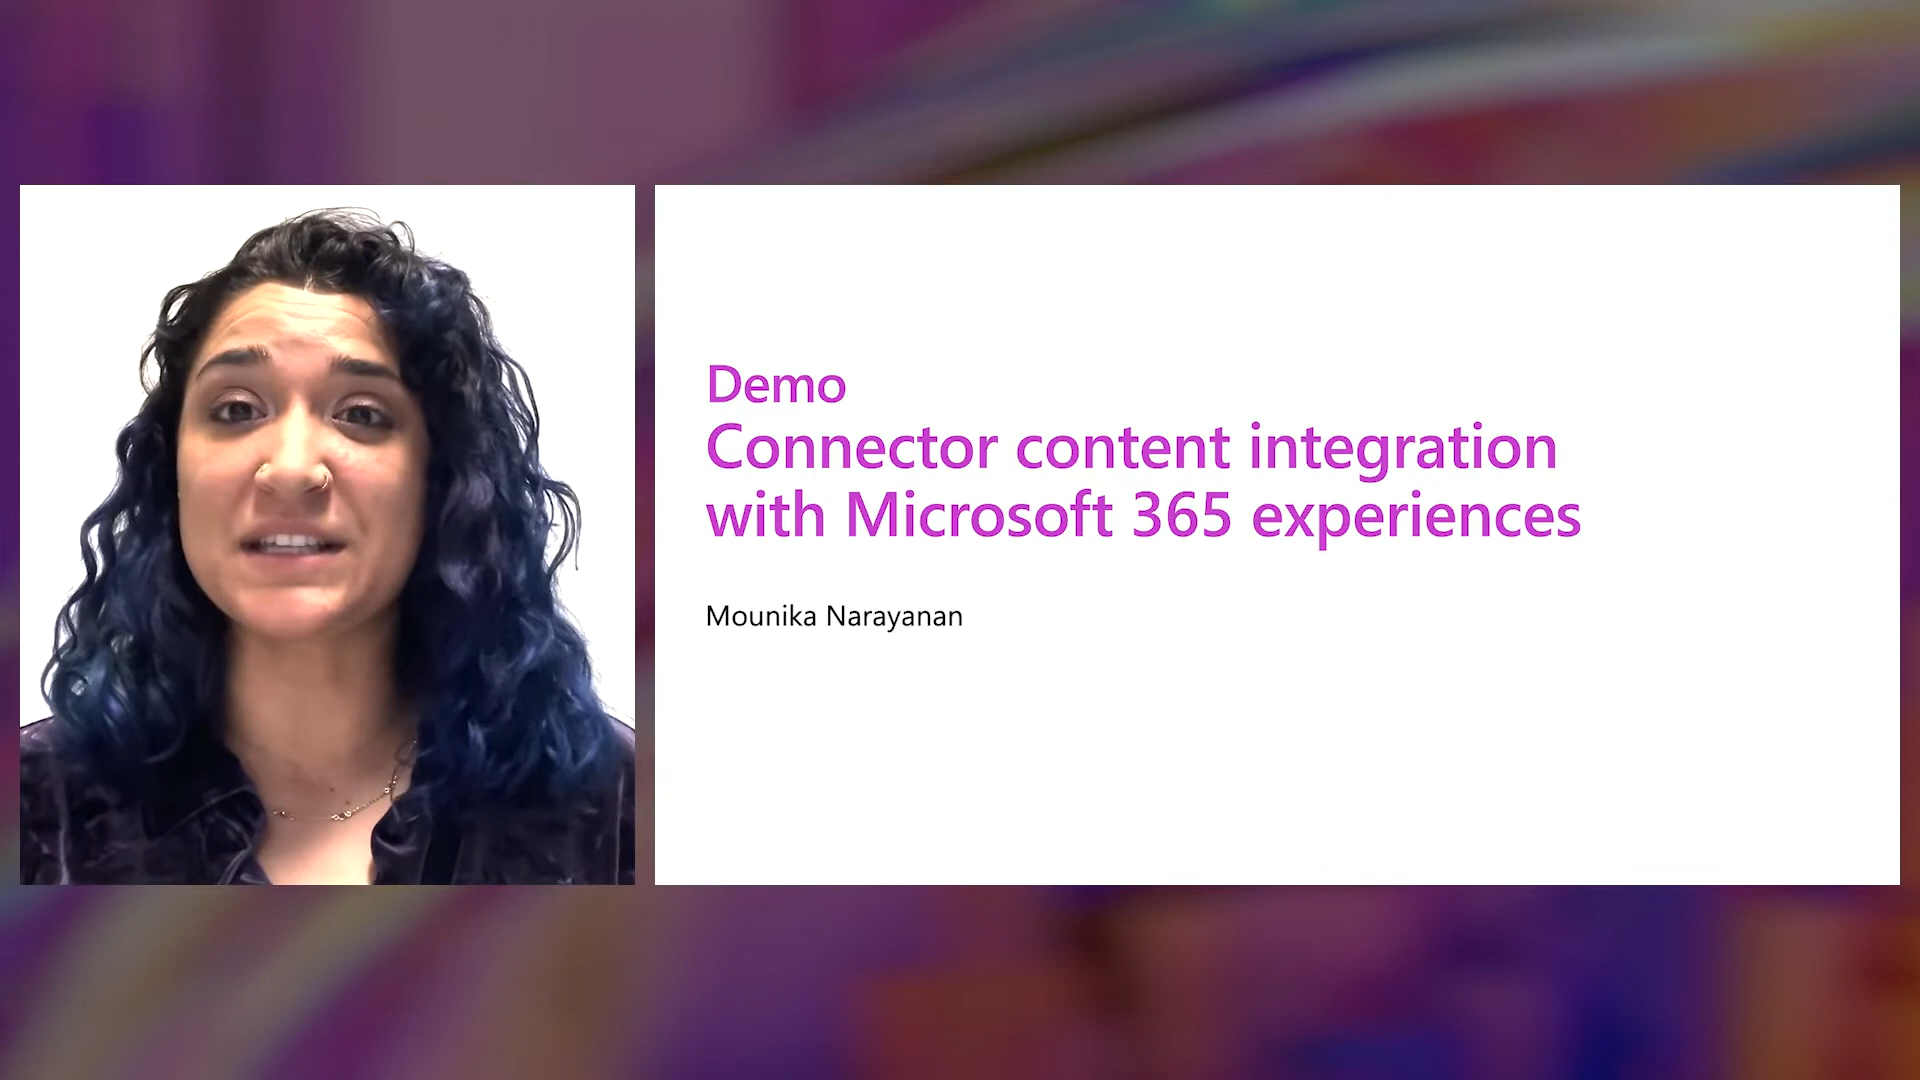 Demo
Connector content integration
with Microsoft 365 experiences
Mounika Narayanan